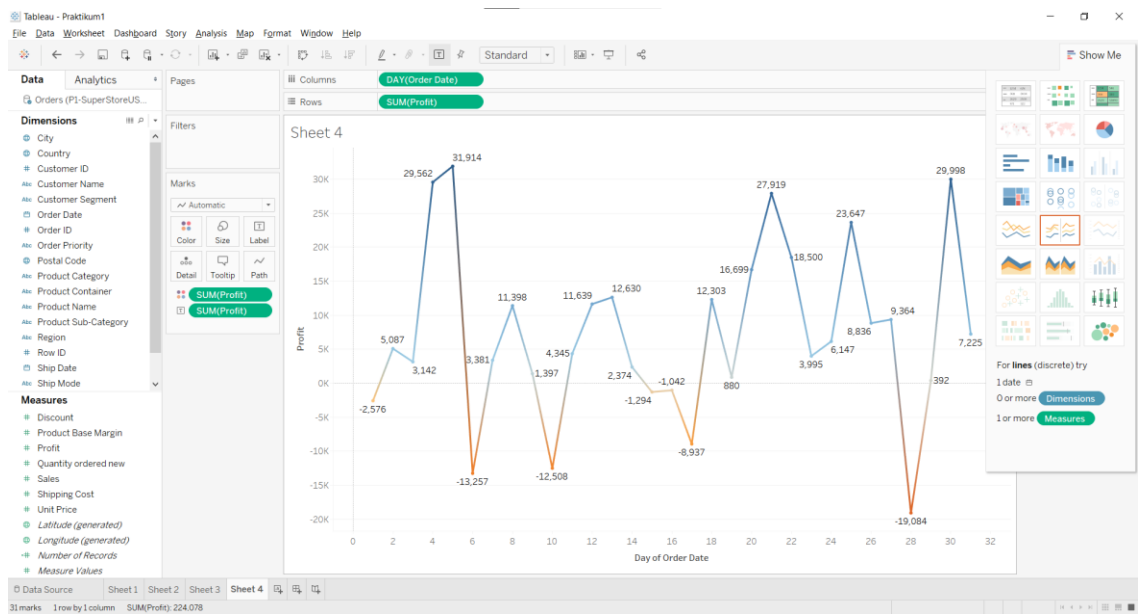 Tableau - Praktikum1
File Data Worksheet Dashboard Story Analysis Map Format Window Help
Standard
Show Me
Data Analytics
Pages
Columns DAY(Order Date)
Rows SUM(Profit)
Orders (P1-SuperStoreUS...
Dimensions
Abc City
Country
# Customer ID
Abc Customer Name
Abc Customer Segment
Order Date
# Order ID
Abc Order Priority
Postal Code
Abc Product Category
Abc Product Container
Abc Product Name
Abc Product Sub-Category
Abc Region
# Row ID
Ship Date
Abc Ship Mode
Measures
# Discount
# Product Base Margin
# Profit
# Quantity ordered new
# Sales
# Shipping Cost
# Unit Price
Latitude (generated)
Longitude (generated)
# Number of Records
# Measure Values
Filters
Marks
Automatic
Color Size Label
Detail Tooltip Path
SUM(Profit)
SUM(Profit)
Sheet 4
Profit
30K
25K
20K
15K
10K
5K
0K
-5K
-10K
-15K
-20K
-2,576
5,087
3,142
29,562
31,914
-13,257
3,381
11,398
1,397
-12,508
4,345
11,639
12,630
2,374
-1,294
-1,042
-8,937
12,303
880
16,699
27,919
18,500
3,995
6,147
23,647
8,836
9,364
-19,084
392
29,998
7,225
0 2 4 6 8 10 12 14 16 18 20 22 24 26 28 30 32
Day of Order Date
For lines (discrete) try
1 date
0 or more Dimensions
1 or more Measures
Data Source Sheet 1 Sheet 2 Sheet 3 Sheet 4
31 marks 1 row by 1 column SUM(Profit): 224.078